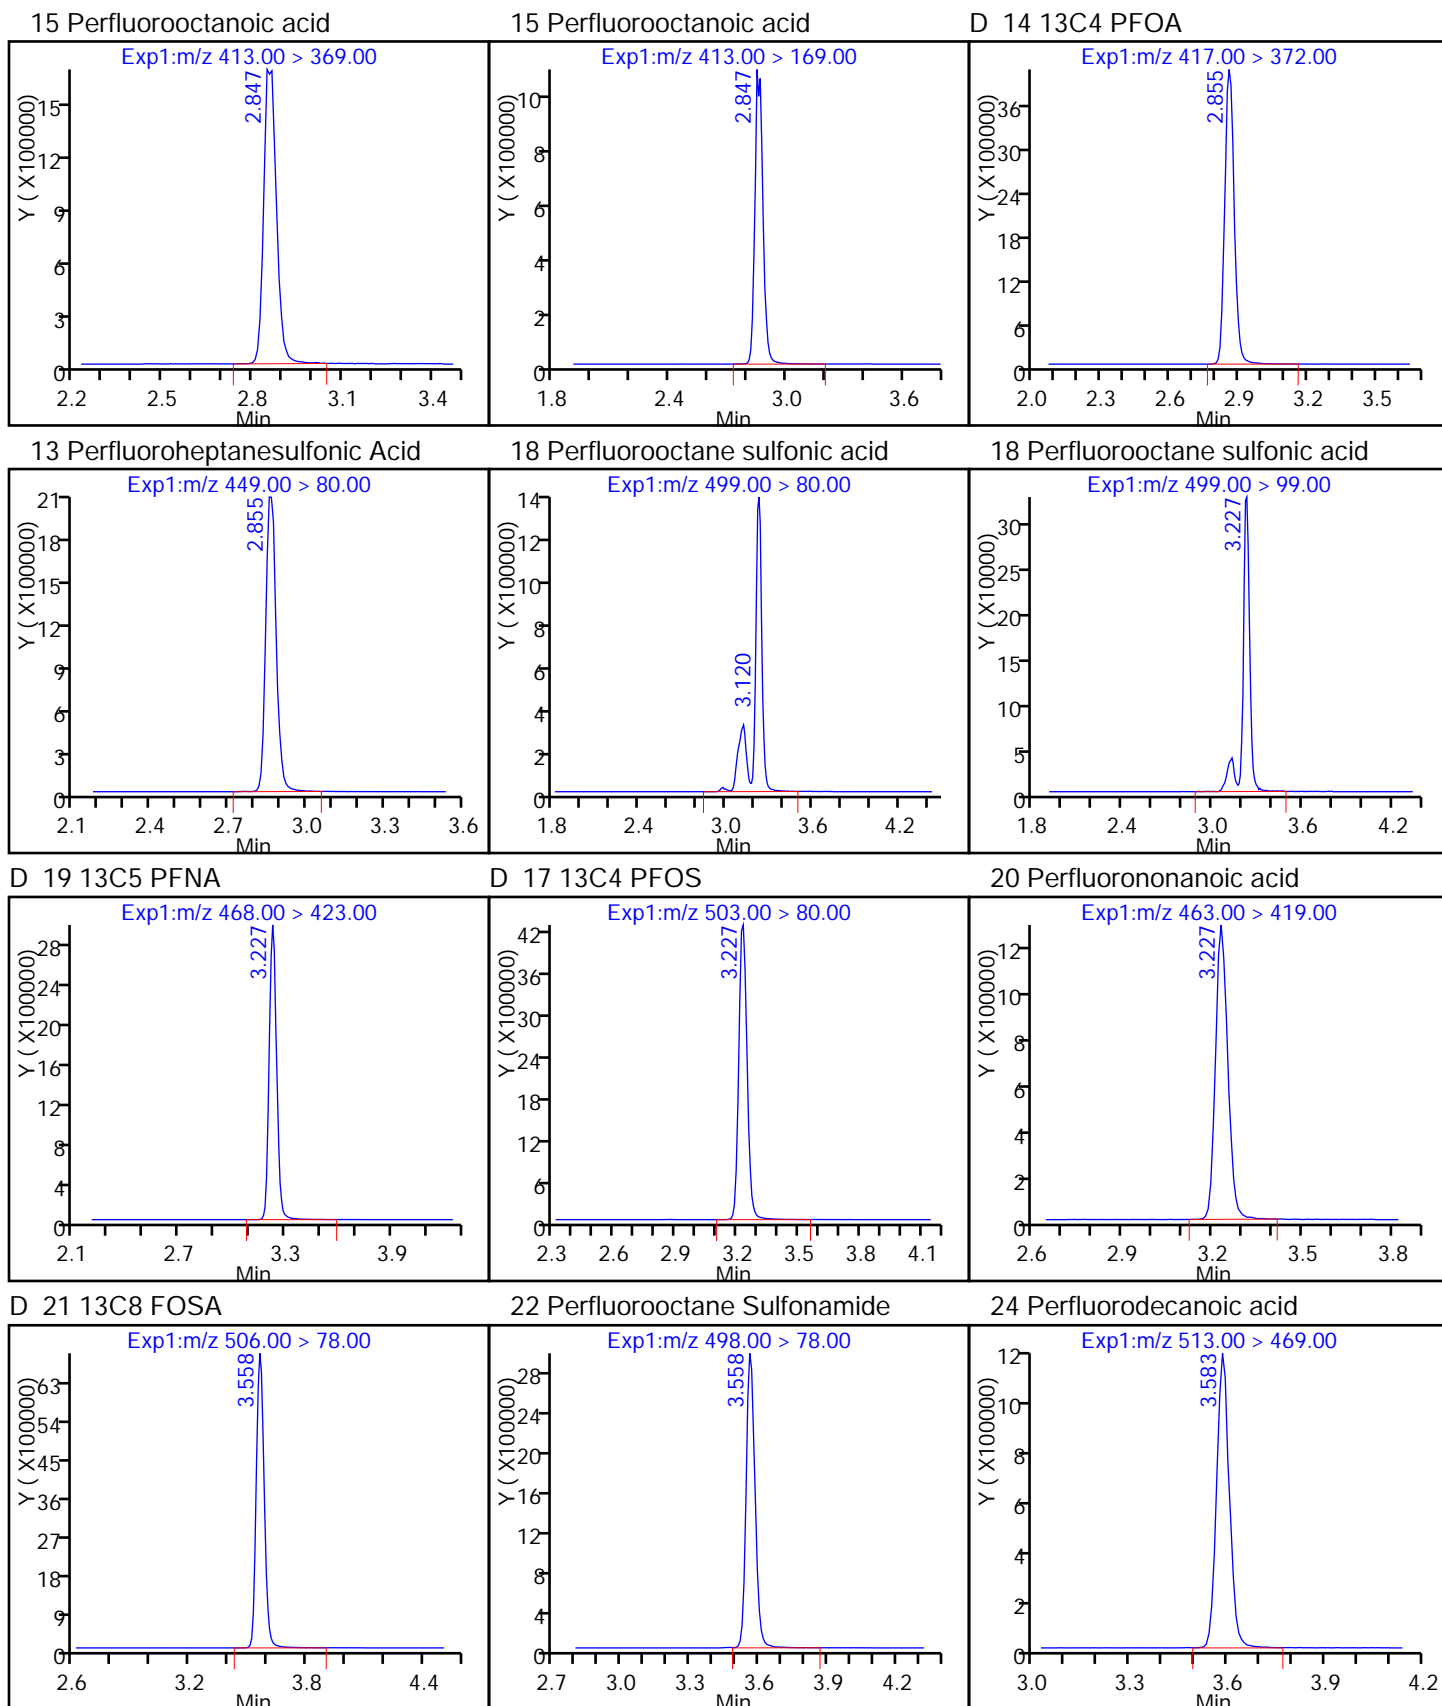 15 Perfluorooctanoic acid
Exp1:m/z 413.00 > 369.00
2.847
Y ( X100000)
15
12
9
6
3
0
2.2 2.5 2.8 3.1 3.4
Min
15 Perfluorooctanoic acid
Exp1:m/z 413.00 > 169.00
2.847
Y ( X100000)
10
8
6
4
2
0
1.8 2.4 3.0 3.6
Min
D 14 13C4 PFOA
Exp1:m/z 417.00 > 372.00
2.855
Y ( X100000)
36
30
24
18
12
6
0
2.0 2.3 2.6 2.9 3.2 3.5
Min
13 Perfluoroheptanesulfonic Acid
Exp1:m/z 449.00 > 80.00
2.855
Y ( X100000)
21
18
15
12
9
6
3
0
2.1 2.4 2.7 3.0 3.3 3.6
Min
18 Perfluorooctane sulfonic acid
Exp1:m/z 499.00 > 80.00
3.120
Y ( X100000)
14
12
10
8
6
4
2
0
1.8 2.4 3.0 3.6 4.2
Min
18 Perfluorooctane sulfonic acid
Exp1:m/z 499.00 > 99.00
3.227
Y ( X100000)
30
25
20
15
10
5
0
1.8 2.4 3.0 3.6 4.2
Min
D 19 13C5 PFNA
Exp1:m/z 468.00 > 423.00
3.227
Y ( X100000)
28
24
20
16
12
8
4
0
2.1 2.7 3.3 3.9
Min
D 17 13C4 PFOS
Exp1:m/z 503.00 > 80.00
3.227
Y ( X100000)
42
36
30
24
18
12
6
0
2.3 2.6 2.9 3.2 3.5 3.8 4.1
Min
20 Perfluorononanoic acid
Exp1:m/z 463.00 > 419.00
3.227
Y ( X100000)
12
10
8
6
4
2
0
2.6 2.9 3.2 3.5 3.8
Min
D 21 13C8 FOSA
Exp1:m/z 506.00 > 78.00
3.558
Y ( X100000)
63
54
45
36
27
18
9
0
2.6 3.2 3.8 4.4
Min
22 Perfluorooctane Sulfonamide
Exp1:m/z 498.00 > 78.00
3.558
Y ( X100000)
28
24
20
16
12
8
4
0
2.7 3.0 3.3 3.6 3.9 4.2
Min
24 Perfluorodecanoic acid
Exp1:m/z 513.00 > 469.00
3.583
Y ( X100000)
12
10
8
6
4
2
0
3.0 3.3 3.6 3.9 4.2
Min